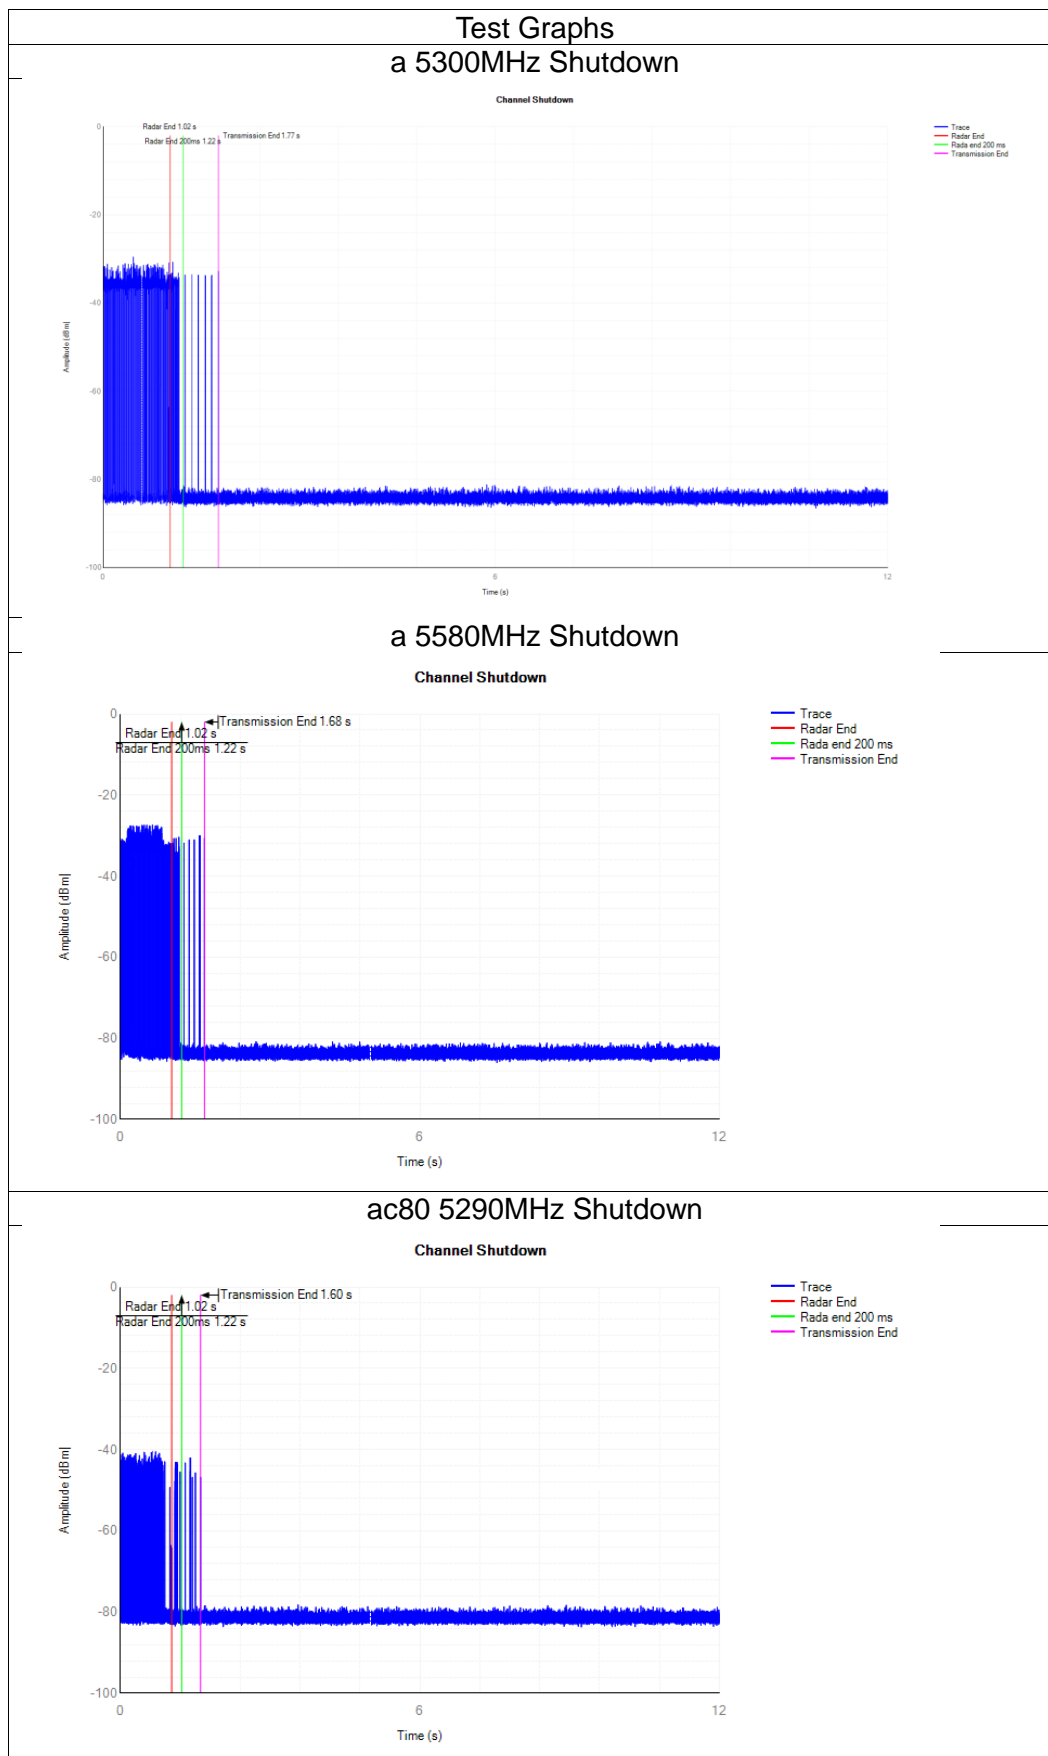 Test Graphs
a 5300MHz Shutdown
Channel Shutdown
Radar End 1.02 s
Transmission End 1.77 s
Radar End 200ms 1.22 s
Trace
Radar End
Rada end 200 ms
Transmission End
0
-20
-40
-60
-80
-100
Amplitude [dBm]
0 6 12
Time (s)
a 5580MHz Shutdown
Channel Shutdown
Transmission End 1.68 s
Radar End 1.02 s
Radar End 200ms 1.22 s
Trace
Radar End
Rada end 200 ms
Transmission End
0
-20
-40
-60
-80
-100
Amplitude [dBm]
0 6 12
Time (s)
ac80 5290MHz Shutdown
Channel Shutdown
Transmission End 1.60 s
Radar End 1.02 s
Radar End 200ms 1.22 s
Trace
Radar End
Rada end 200 ms
Transmission End
0
-20
-40
-60
-80
-100
Amplitude [dBm]
0 6 12
Time (s)